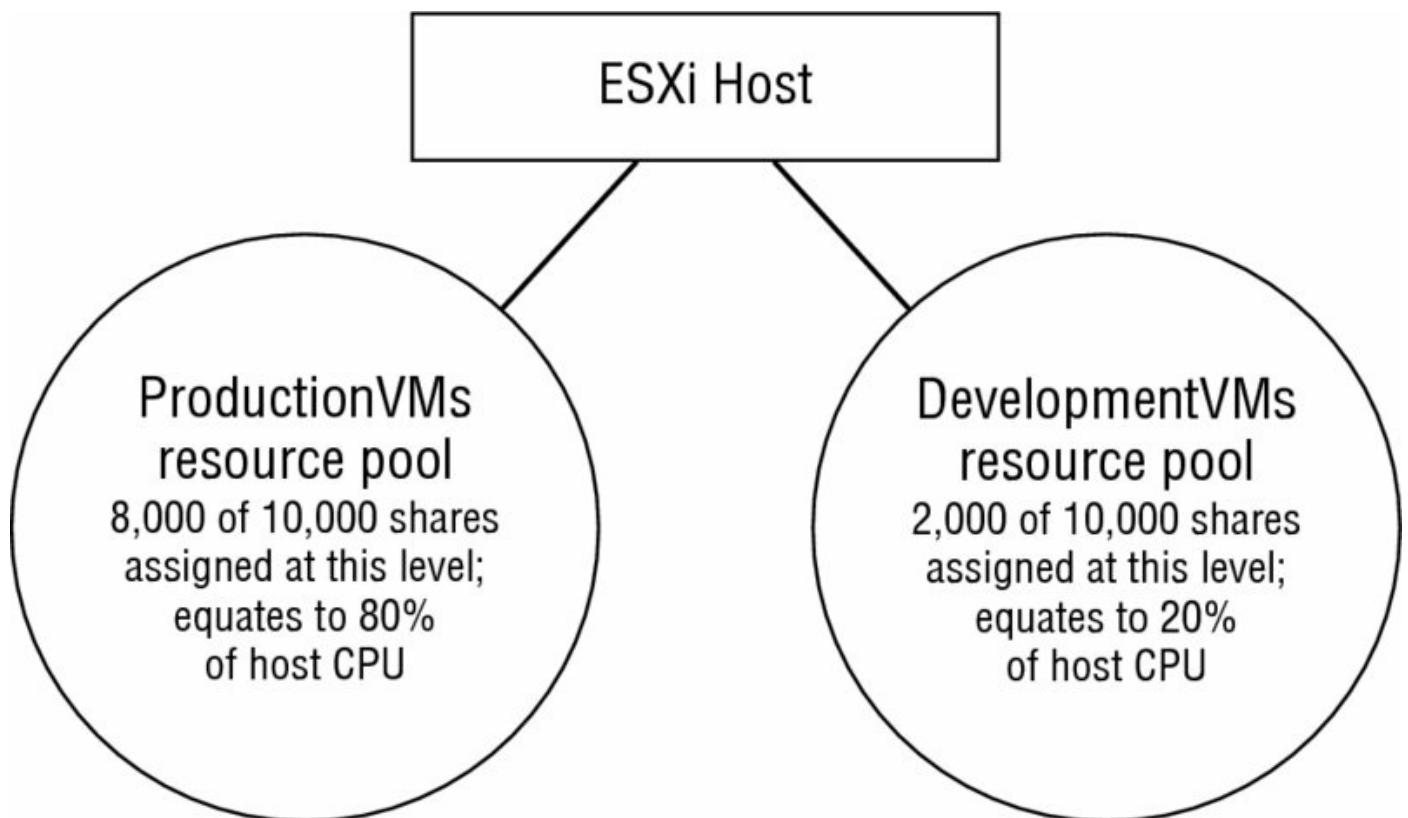 ESXi Host
ProductionVMs
resource pool
8,000 of 10,000 shares
assigned at this level;
equates to 80%
of host CPU
DevelopmentVMs
resource pool
2,000 of 10,000 shares
assigned at this level;
equates to 20%
of host CPU